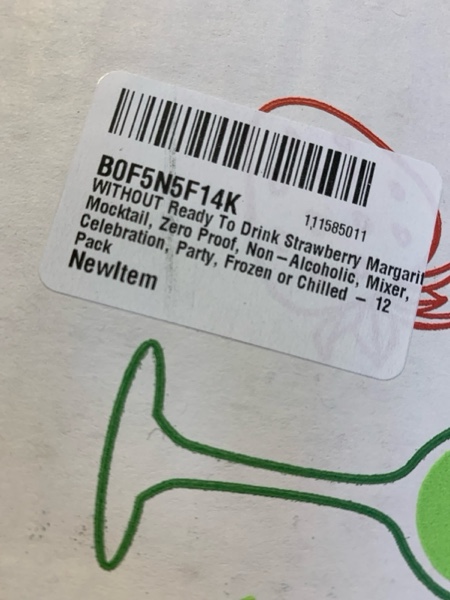 B0F5N5F14K
111585011
WITHOUT Ready To Drink Strawberry Margarit
Mocktail, Zero Proof, Non-Alcoholic, Mixer,
Celebration, Party, Frozen or Chilled - 12
Pack
NewItem